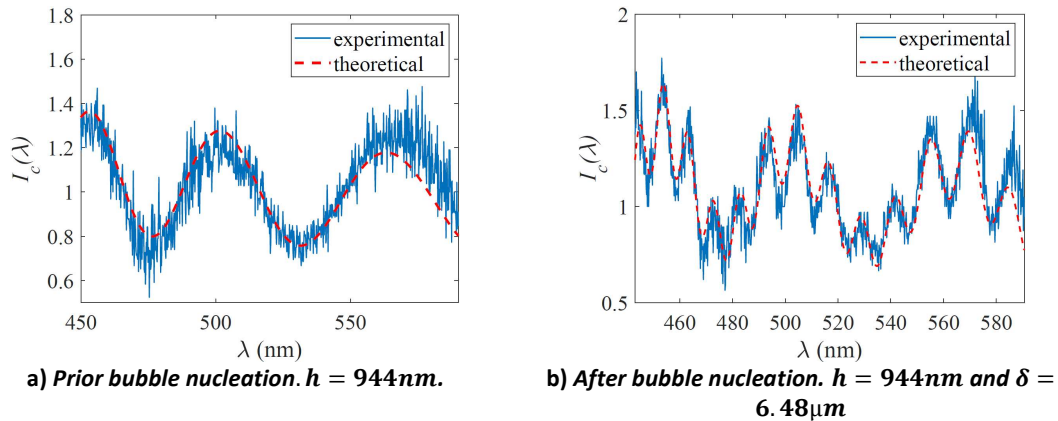 1.8
1.6
1.4
1.2
1
0.8
0.6
I_c(λ)
450
500
550
λ (nm)
experimental
theoretical
a) Prior bubble nucleation. h = 944nm.
2
1.5
1
0.5
I_c(λ)
460
480
500
520
540
560
580
λ (nm)
experimental
theoretical
b) After bubble nucleation. h = 944nm and δ =
6.48μm